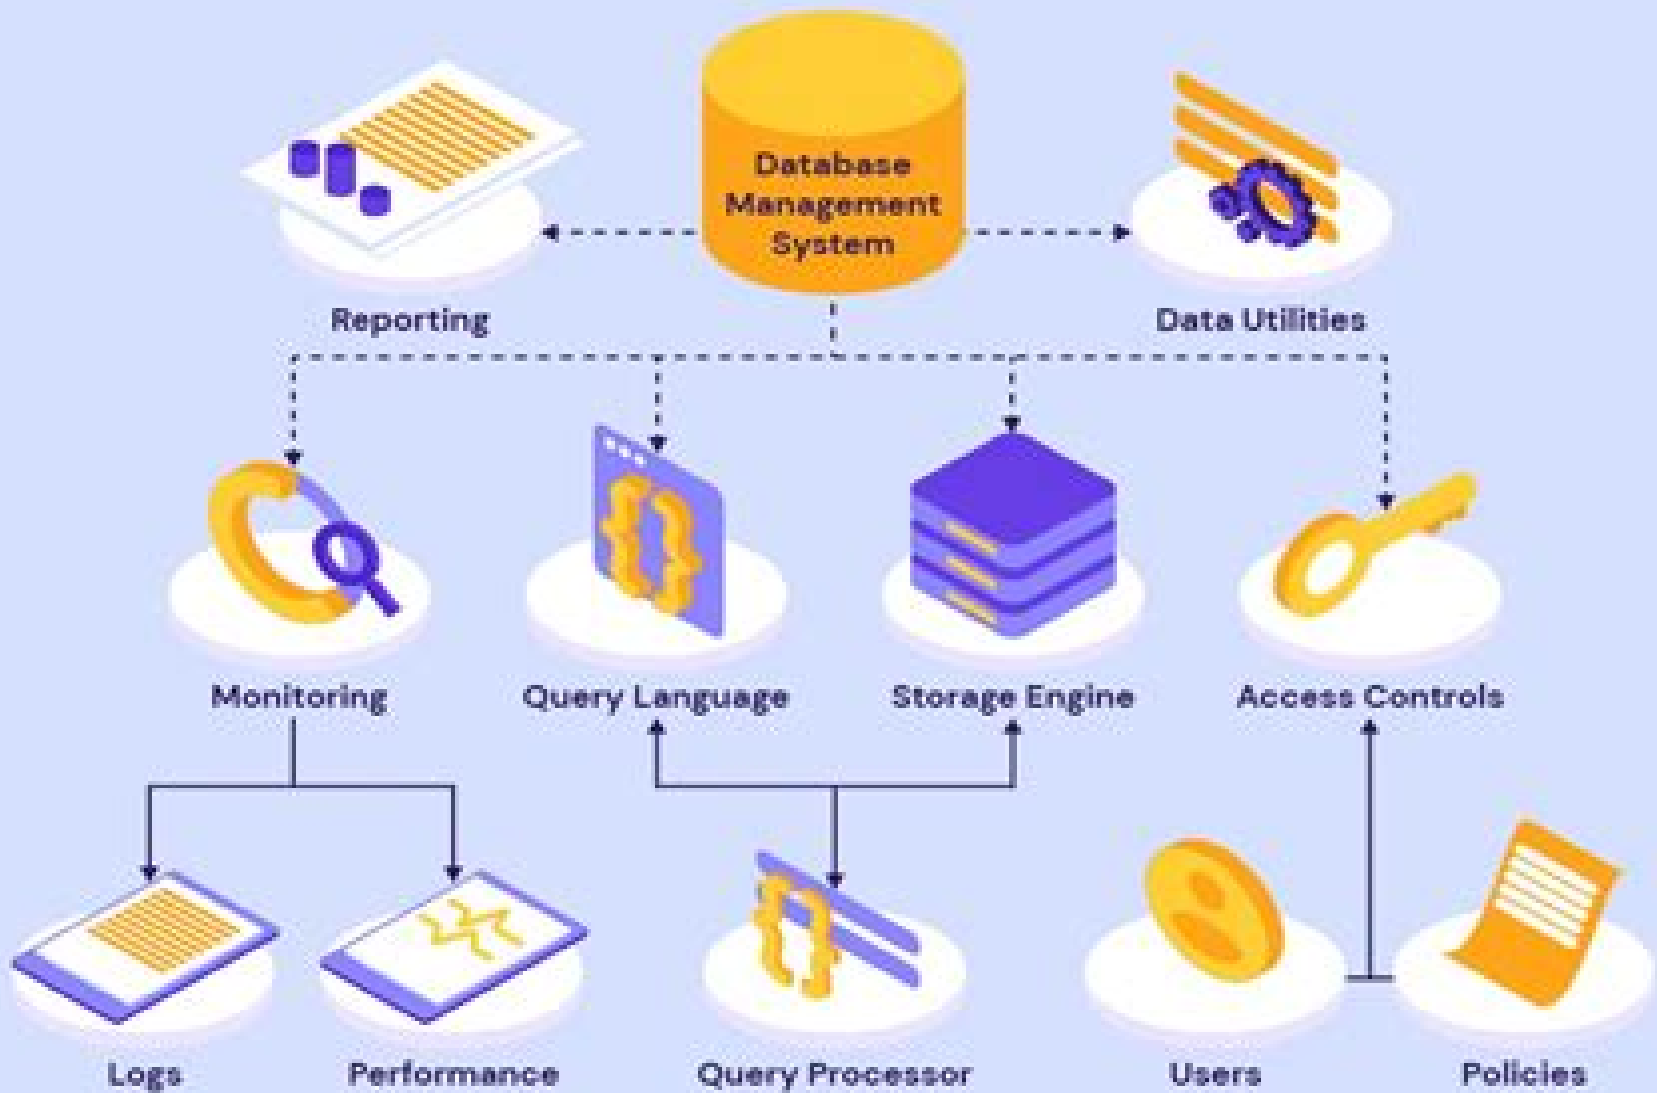 Database
Management
System
Reporting
Data Utilities
Monitoring
Query Language
Storage Engine
Access Controls
Logs
Performance
Query Processor
Users
Policies